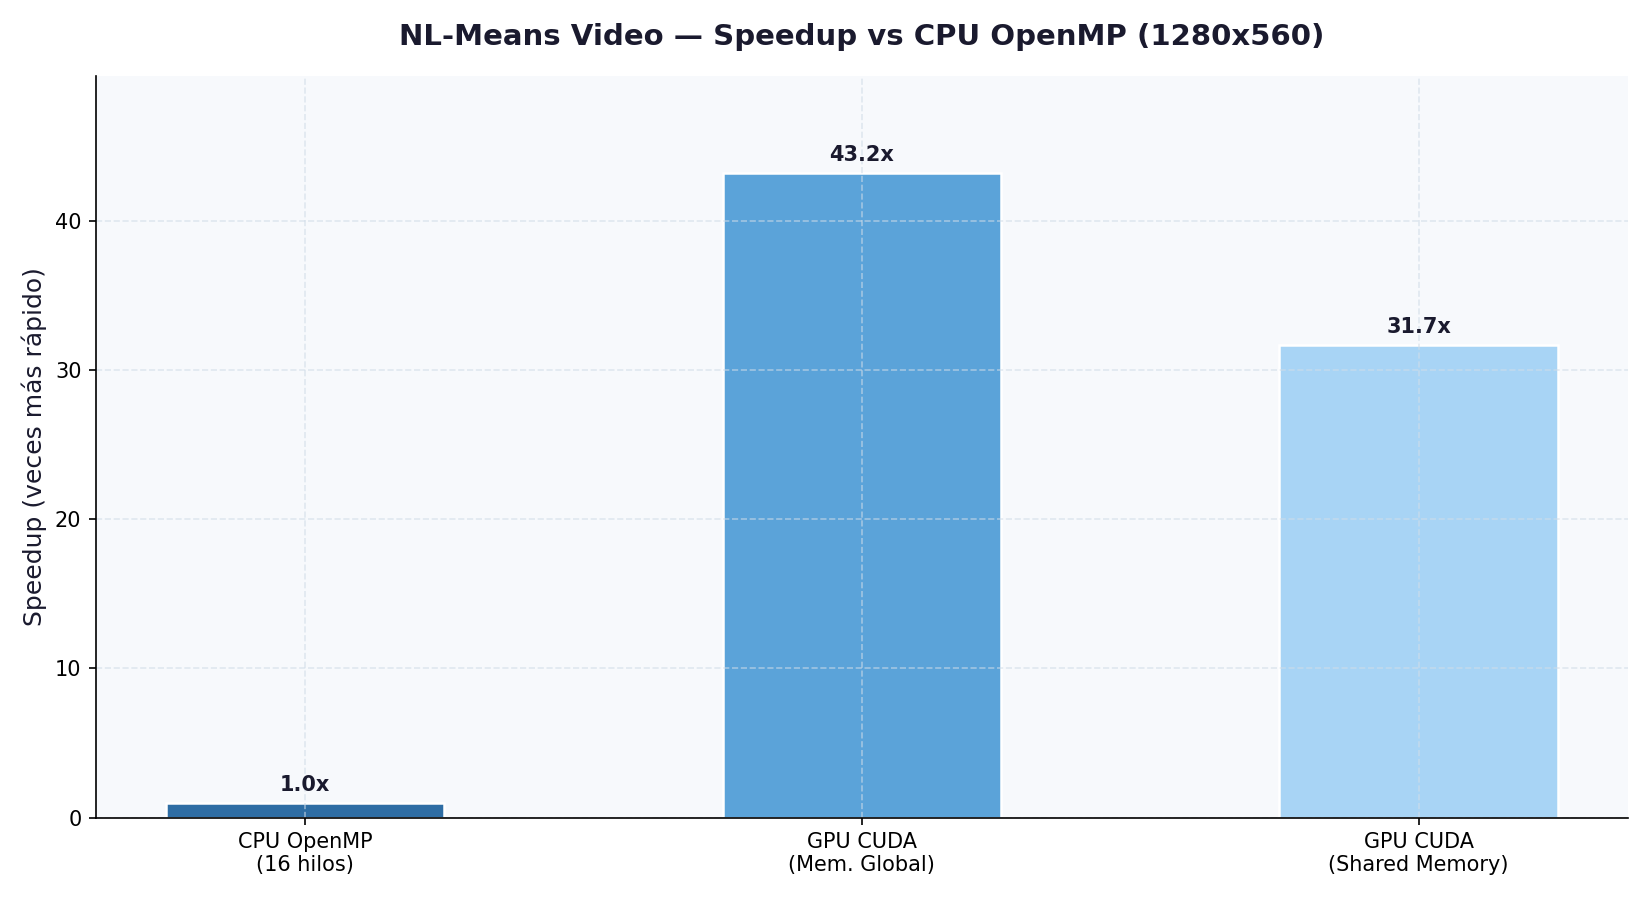 NL-Means Video — Speedup vs CPU OpenMP (1280x560)
Speedup (veces más rápido)
40
30
20
10
0
1.0x
43.2x
31.7x
CPU OpenMP
(16 hilos)
GPU CUDA
(Mem. Global)
GPU CUDA
(Shared Memory)